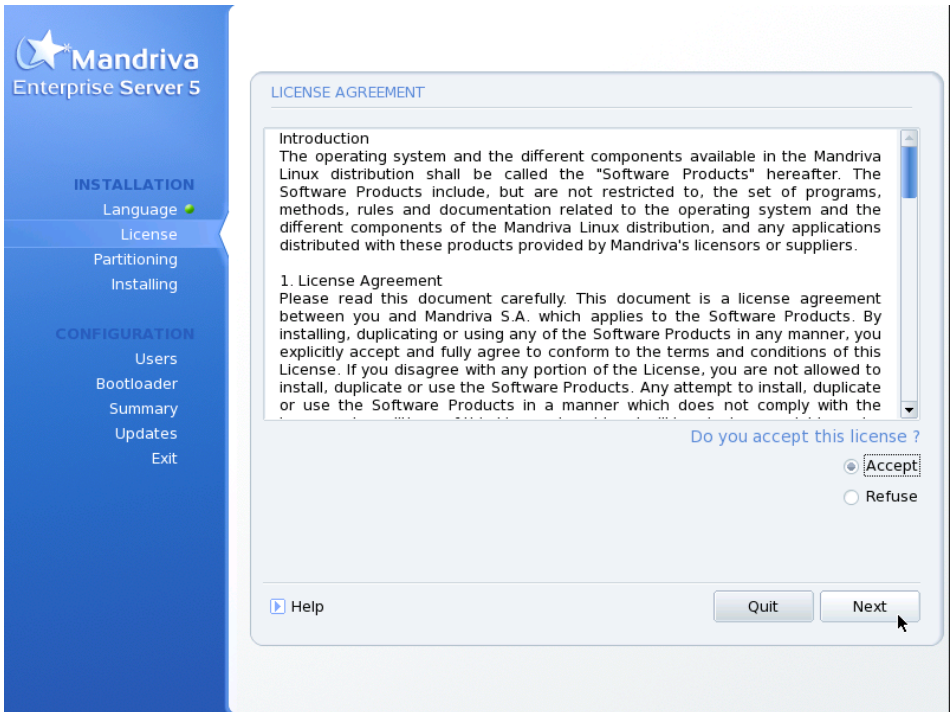 Mandriva
Enterprise Server 5
INSTALLATION
Language
License
Partitioning
Installing
CONFIGURATION
Users
Bootloader
Summary
Updates
Exit
LICENSE AGREEMENT
Introduction
The operating system and the different components available in the Mandriva
Linux distribution shall be called the "Software Products" hereafter. The
Software Products include, but are not restricted to, the set of programs,
methods, rules and documentation related to the operating system and the
different components of the Mandriva Linux distribution, and any applications
distributed with these products provided by Mandriva's licensors or suppliers.
1. License Agreement
Please read this document carefully. This document is a license agreement
between you and Mandriva S.A. which applies to the Software Products. By
installing, duplicating or using any of the Software Products in any manner, you
explicitly accept and fully agree to conform to the terms and conditions of this
License. If you disagree with any portion of the License, you are not allowed to
install, duplicate or use the Software Products. Any attempt to install, duplicate
or use the Software Products in a manner which does not comply with the
Do you accept this license ?
Accept
Refuse
Help
Quit
Next